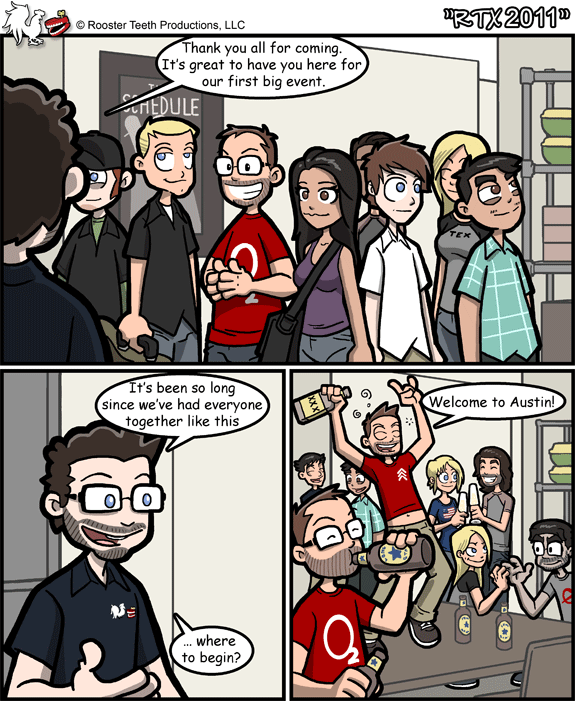 © Rooster Teeth Productions, LLC
"RTX 2011"
Thank you all for coming.
It's great to have you here for
our first big event.
SCHEDULE
TEX
O2
It's been so long
since we've had everyone
together like this
... where
to begin?
Welcome to Austin!
XXX
O2